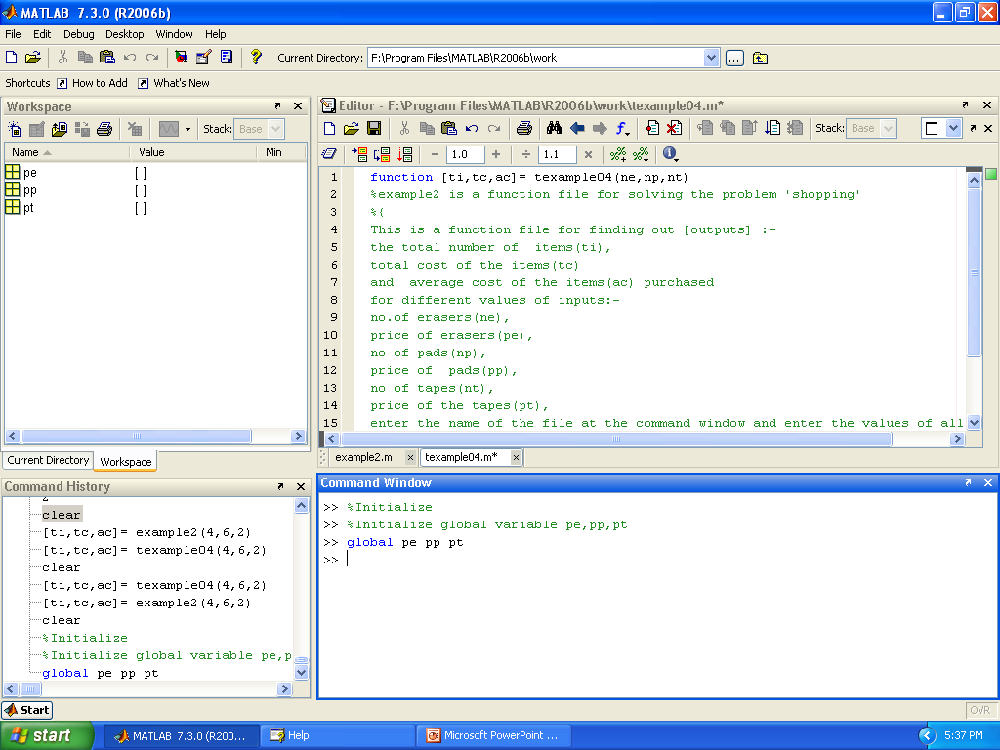 MATLAB 7.3.0 (R2006b)
File Edit Debug Desktop Window Help
Current Directory: F:\Program Files\MATLAB\R2006b\work ...
Shortcuts How to Add What's New
Workspace
Stack: Base
Name Value Min
pe [ ]
pp [ ]
pt [ ]
Current Directory Workspace
Editor - F:\Program Files\MATLAB\R2006b\work\texample04.m*
Stack: Base
− 1.0 + ÷ 1.1 ×
1 function [ti,tc,ac]= texample04(ne,np,nt)
2 %example2 is a function file for solving the problem 'shopping'
3 %{
4 This is a function file for finding out [outputs] :-
5 the total number of  items(ti),
6 total cost of the items(tc)
7 and  average cost of the items(ac) purchased
8 for different values of inputs:-
9 no.of erasers(ne),
10 price of erasers(pe),
11 no of pads(np),
12 price of  pads(pp),
13 no of tapes(nt),
14 price of the tapes(pt),
15 enter the name of the file at the command window and enter the values of all
example2.m texample04.m*
Command History
clear
[ti,tc,ac]= example2(4,6,2)
[ti,tc,ac]= texample04(4,6,2)
clear
[ti,tc,ac]= texample04(4,6,2)
[ti,tc,ac]= example2(4,6,2)
clear
%Initialize
%Initialize global variable pe,p
global pe pp pt
Command Window
>> %Initialize
>> %Initialize global variable pe,pp,pt
>> global pe pp pt
>>
Start
OVR
start MATLAB 7.3.0 (R200... Help Microsoft PowerPoint ... 5:37 PM